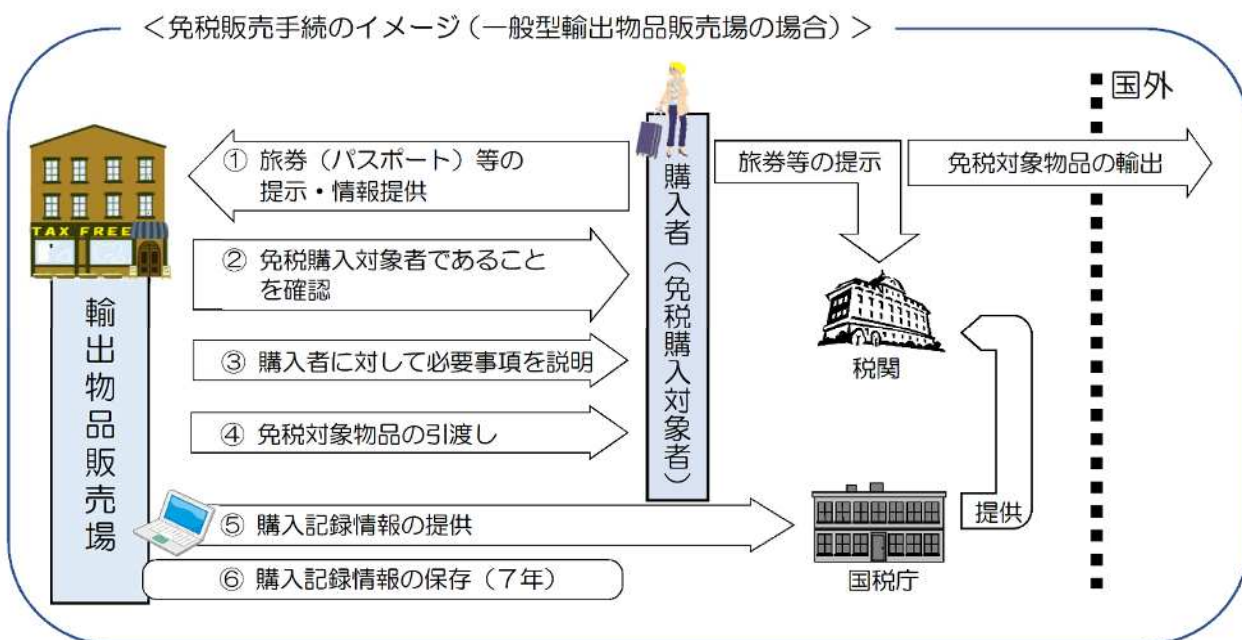 ＜免税販売手続のイメージ（一般型輸出物品販売場の場合）＞
国外
① 旅券（パスポート）等の
提示・情報提供
旅券等の提示
免税対象物品の輸出
TAX FREE
② 免税購入対象者であること
を確認
③ 購入者に対して必要事項を説明
④ 免税対象物品の引渡し
購入者（免税購入対象者）
税関
輸出物品販売場
⑤ 購入記録情報の提供
提供
⑥ 購入記録情報の保存（７年）
国税庁